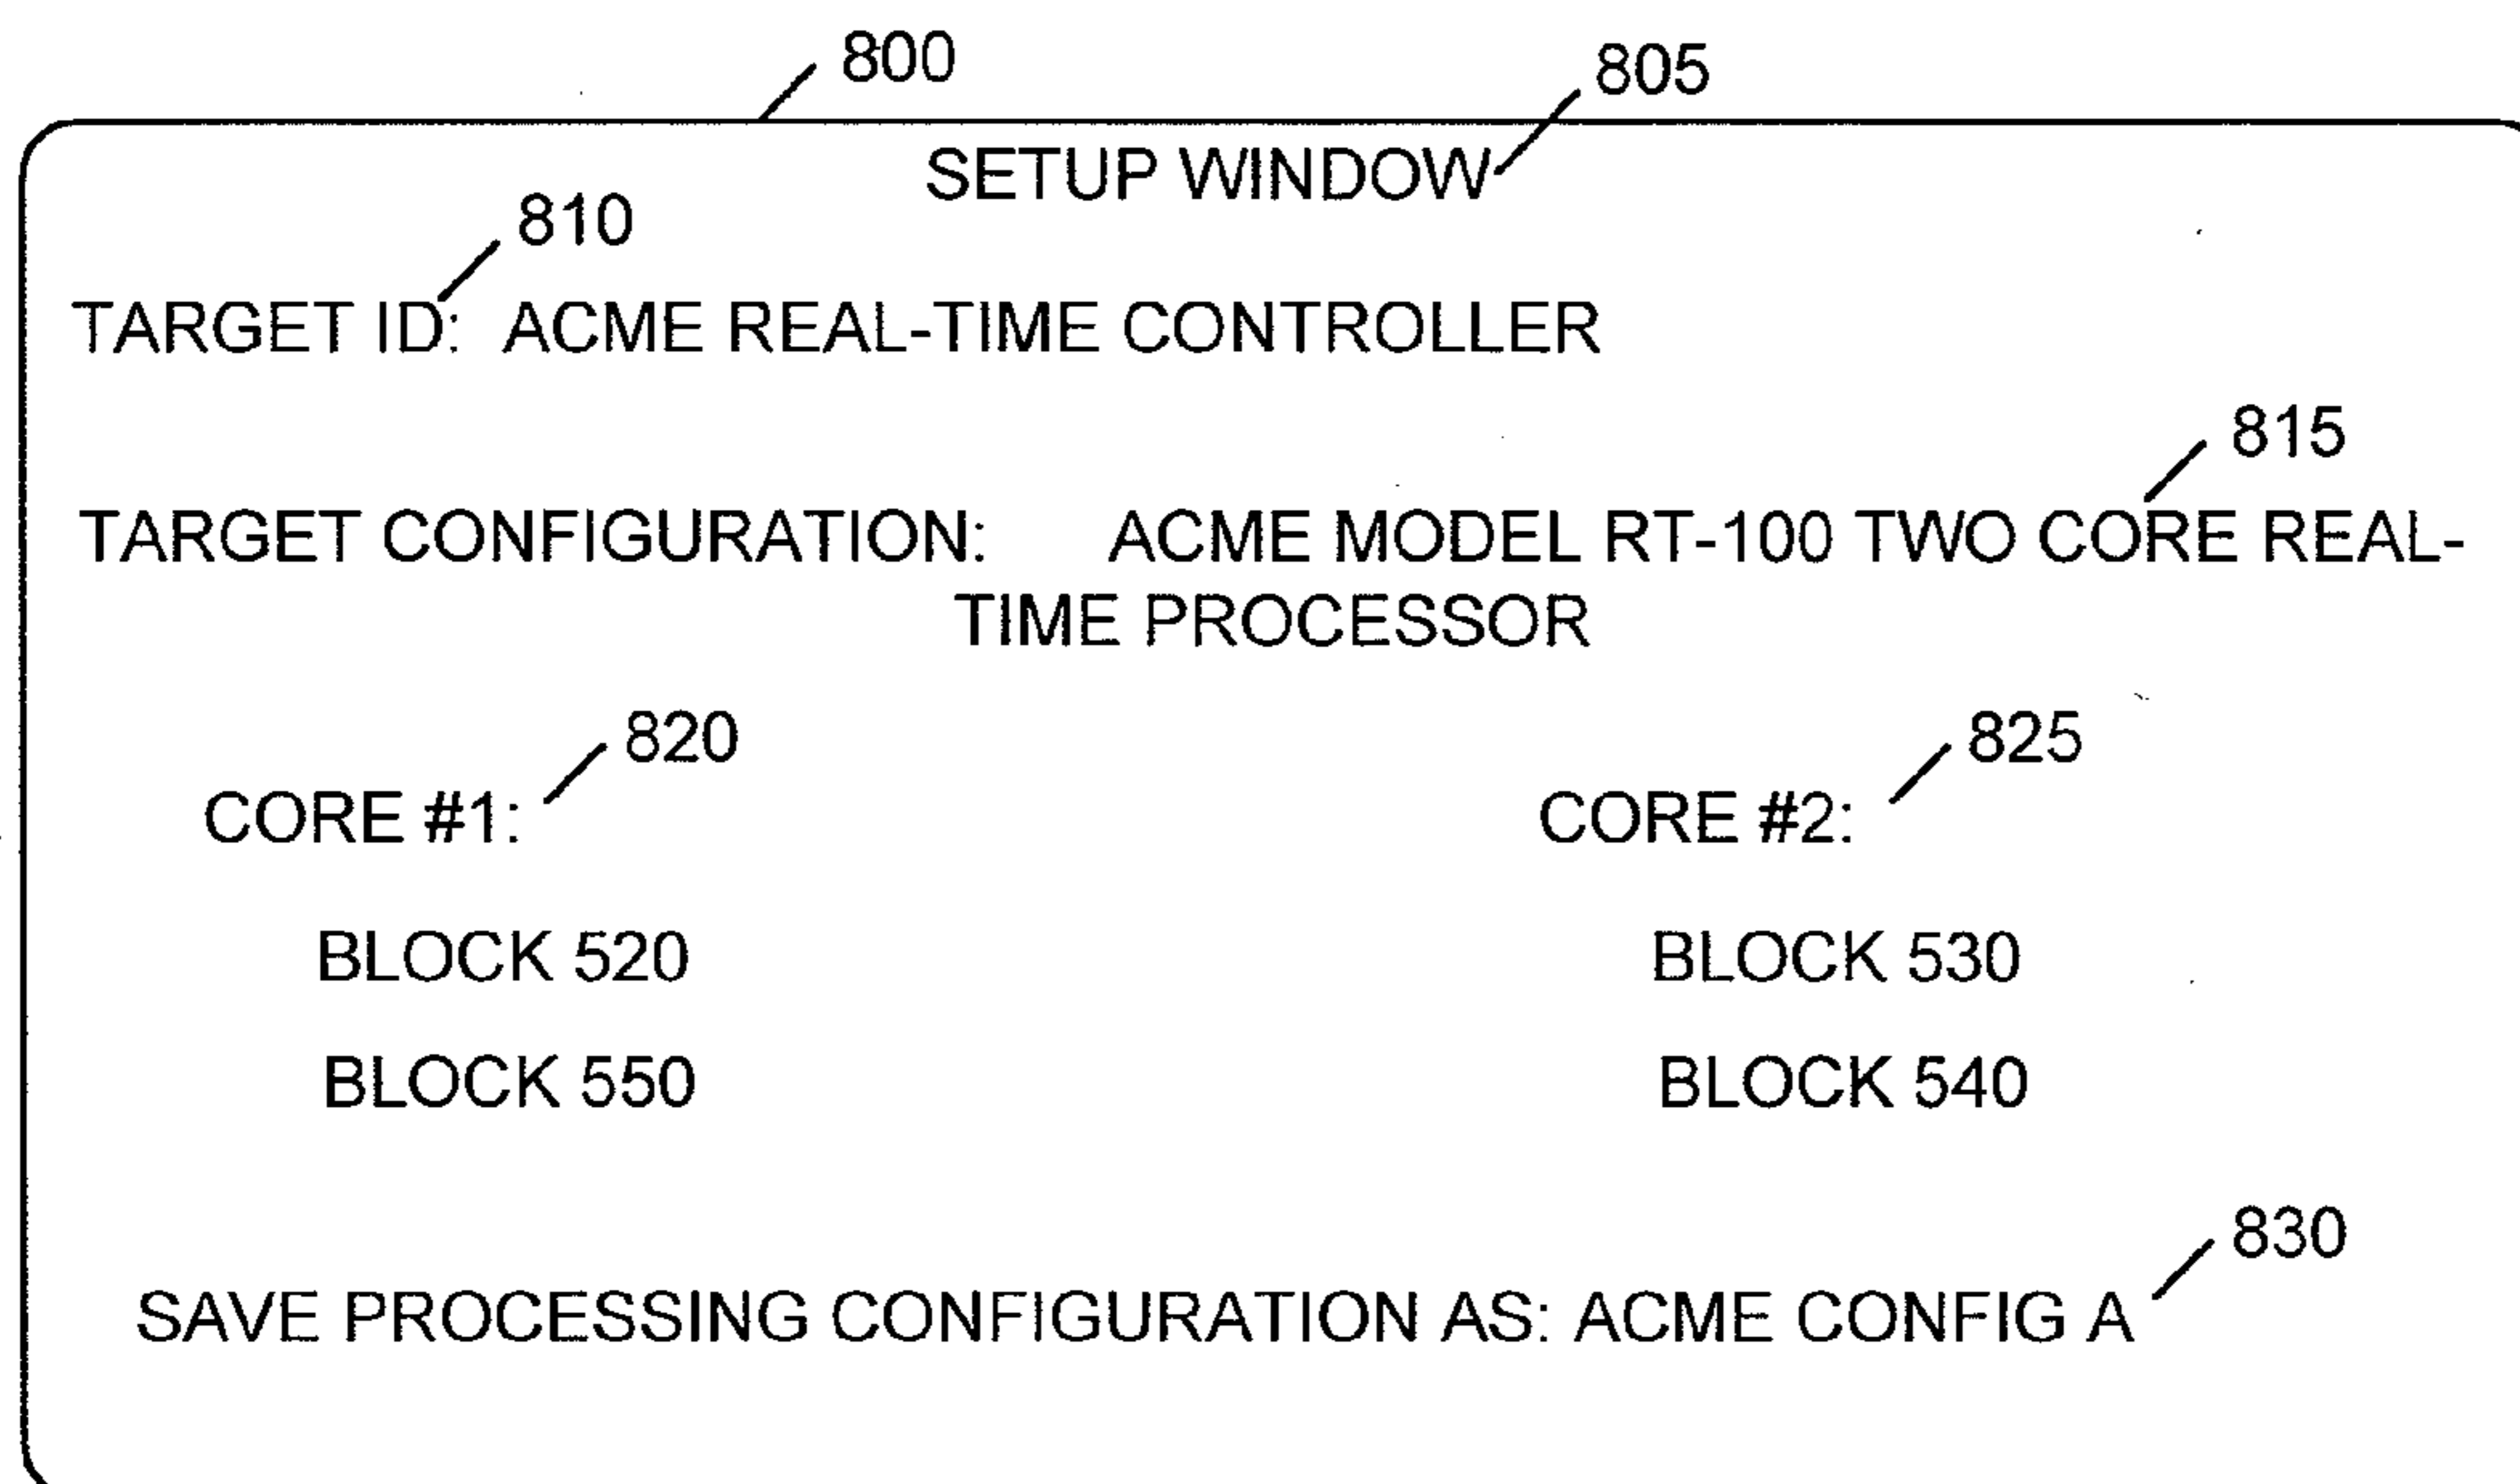 800
805
SETUP WINDOW
810
TARGET ID: ACME REAL-TIME CONTROLLER
815
TARGET CONFIGURATION: ACME MODEL RT-100 TWO CORE REAL-
TIME PROCESSOR
820
825
CORE #1:
CORE #2:
BLOCK 520
BLOCK 530
BLOCK 550
BLOCK 540
830
SAVE PROCESSING CONFIGURATION AS: ACME CONFIG A